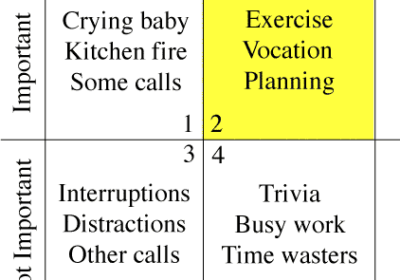 Important
Crying baby
Kitchen fire
Some calls
1
Exercise
Vocation
Planning
2
Important
3
Interruptions
Distractions
Other calls
4
Trivia
Busy work
Time wasters